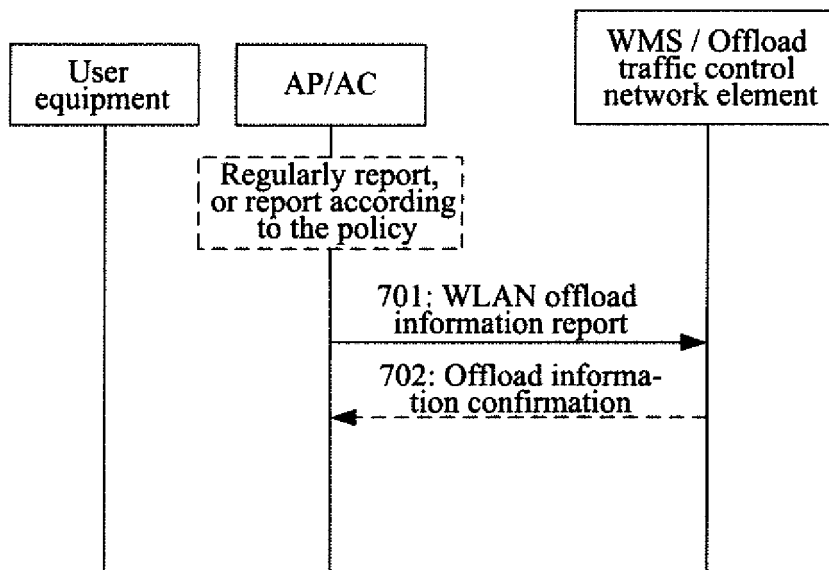 User
equipment
AP/AC
WMS / Offload
traffic control
network element
Regularly report,
or report according
to the policy
701: WLAN offload
information report
702: Offload informa-
tion confirmation